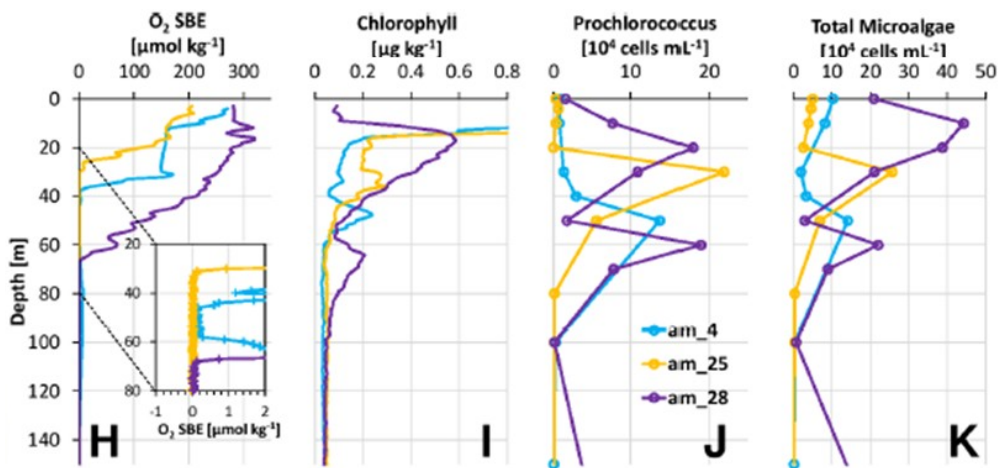 O₂ SBE
[µmol kg⁻¹]
0 100 200 300
Chlorophyll
[µg kg⁻¹]
0 0.2 0.4 0.6 0.8
Prochlorococcus
[10⁴ cells mL⁻¹]
0 10 20
Total Microalgae
[10⁴ cells mL⁻¹]
0 10 20 30 40 50
Depth [m]
0
20
40
60
80
100
120
140
20
40
60
80
-1 0 1 2
O₂ SBE [µmol kg⁻¹]
am_4
am_25
am_28
H
I
J
K